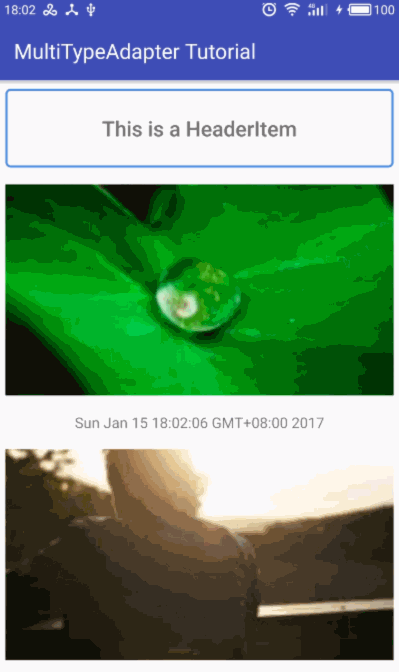 18:02 100
MultiTypeAdapter Tutorial
This is a HeaderItem
Sun Jan 15 18:02:06 GMT+08:00 2017